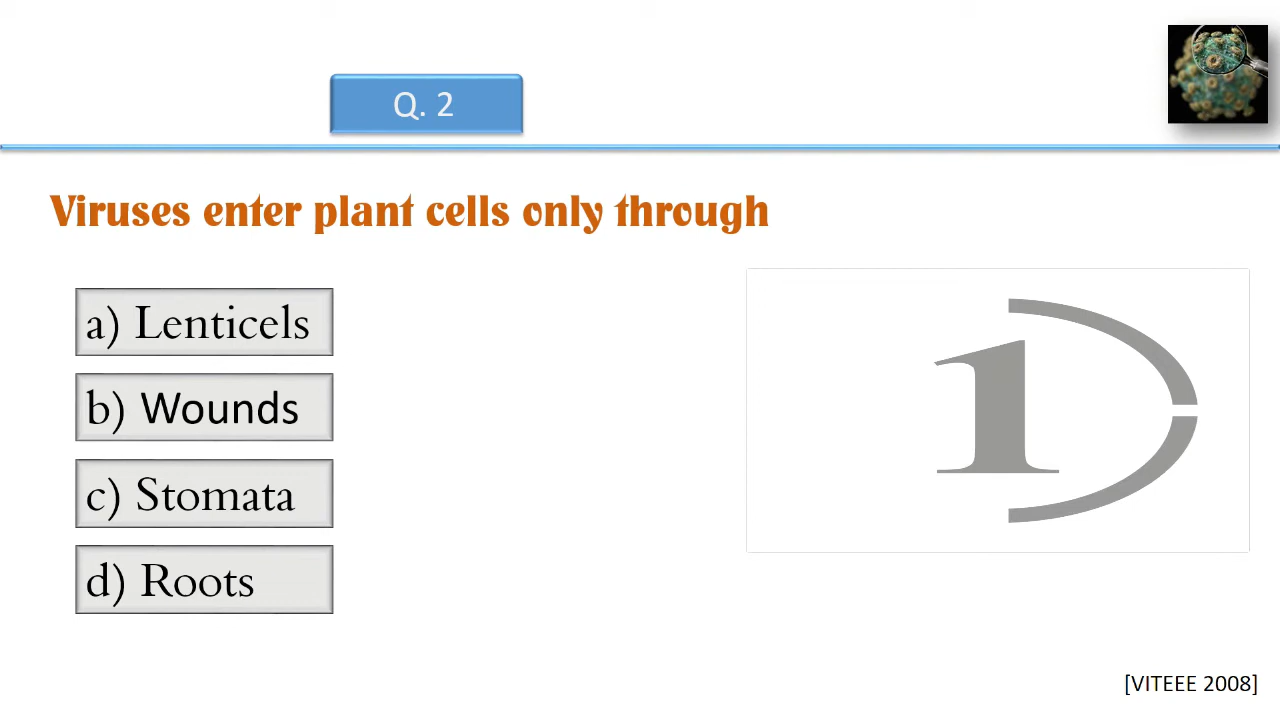 Q. 2
Viruses enter plant cells only through
a) Lenticels
b) Wounds
c) Stomata
d) Roots
1
[VITEEE 2008]